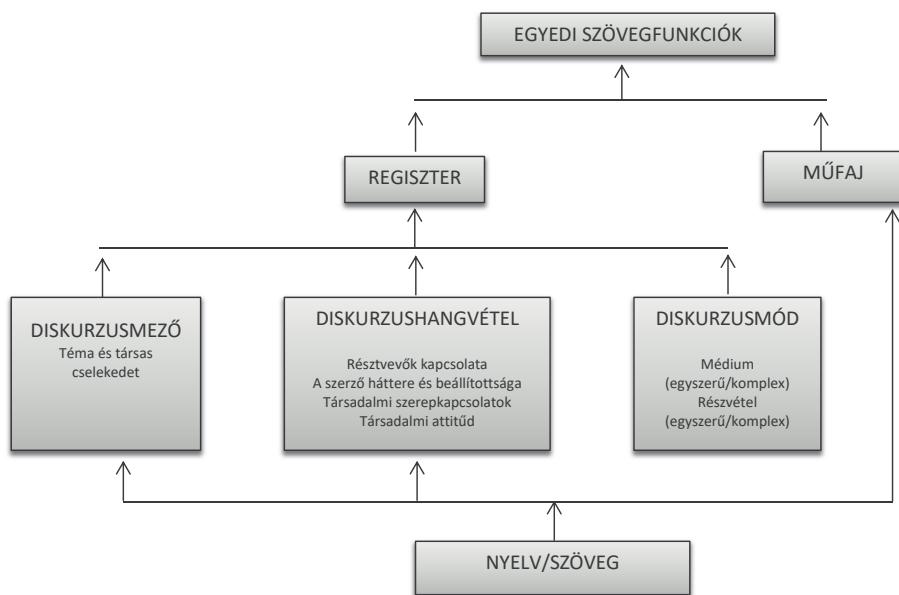 EGYEDI SZÖVEGFUNKCIÓK
REGISZTER
MŰFAJ
DISKURZUSMEZŐ
Téma és társas
cselekedet
DISKURZUSHANGVÉTEL
Résztvevők kapcsolata
A szerző háttere és beállítottsága
Társadalmi szerepkapcsolatok
Társadalmi attitűd
DISKURZUSMÓD
Médium
(egyszerű/komplex)
Részvétel
(egyszerű/komplex)
NYELV/SZÖVEG